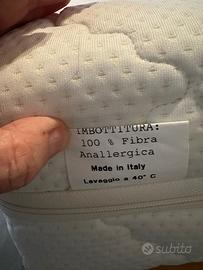 IMBOTTITURA:
100 % Fibra
Anallergica
Made in Italy
Lavaggio a 40° C
subito